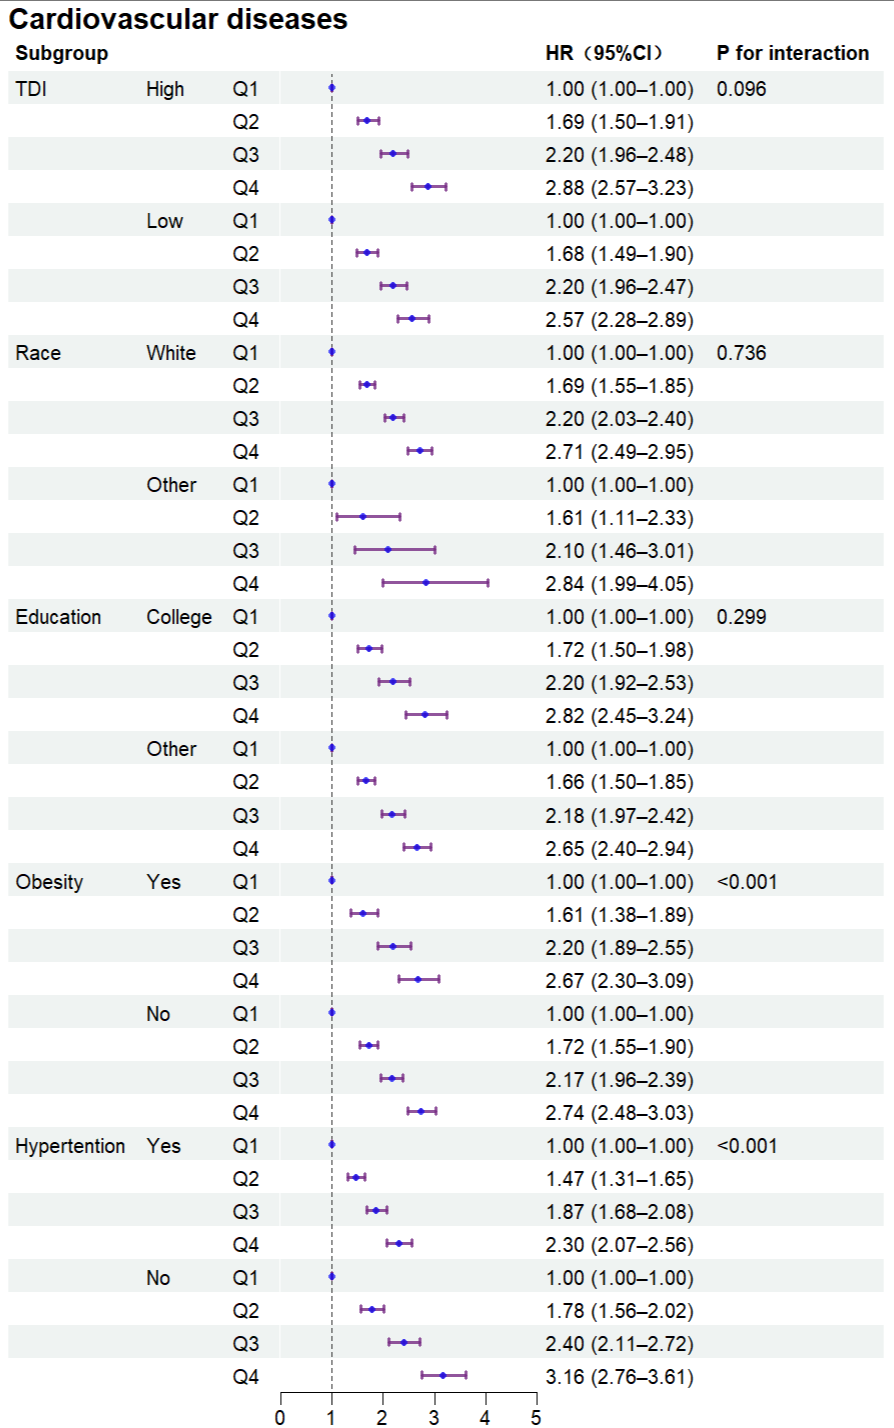 Cardiovascular diseases
Subgroup HR（95%CI） P for interaction
TDI High Q1 1.00 (1.00–1.00) 0.096
Q2 1.69 (1.50–1.91)
Q3 2.20 (1.96–2.48)
Q4 2.88 (2.57–3.23)
Low Q1 1.00 (1.00–1.00)
Q2 1.68 (1.49–1.90)
Q3 2.20 (1.96–2.47)
Q4 2.57 (2.28–2.89)
Race White Q1 1.00 (1.00–1.00) 0.736
Q2 1.69 (1.55–1.85)
Q3 2.20 (2.03–2.40)
Q4 2.71 (2.49–2.95)
Other Q1 1.00 (1.00–1.00)
Q2 1.61 (1.11–2.33)
Q3 2.10 (1.46–3.01)
Q4 2.84 (1.99–4.05)
Education College Q1 1.00 (1.00–1.00) 0.299
Q2 1.72 (1.50–1.98)
Q3 2.20 (1.92–2.53)
Q4 2.82 (2.45–3.24)
Other Q1 1.00 (1.00–1.00)
Q2 1.66 (1.50–1.85)
Q3 2.18 (1.97–2.42)
Q4 2.65 (2.40–2.94)
Obesity Yes Q1 1.00 (1.00–1.00) <0.001
Q2 1.61 (1.38–1.89)
Q3 2.20 (1.89–2.55)
Q4 2.67 (2.30–3.09)
No Q1 1.00 (1.00–1.00)
Q2 1.72 (1.55–1.90)
Q3 2.17 (1.96–2.39)
Q4 2.74 (2.48–3.03)
Hypertention Yes Q1 1.00 (1.00–1.00) <0.001
Q2 1.47 (1.31–1.65)
Q3 1.87 (1.68–2.08)
Q4 2.30 (2.07–2.56)
No Q1 1.00 (1.00–1.00)
Q2 1.78 (1.56–2.02)
Q3 2.40 (2.11–2.72)
Q4 3.16 (2.76–3.61)
0 1 2 3 4 5